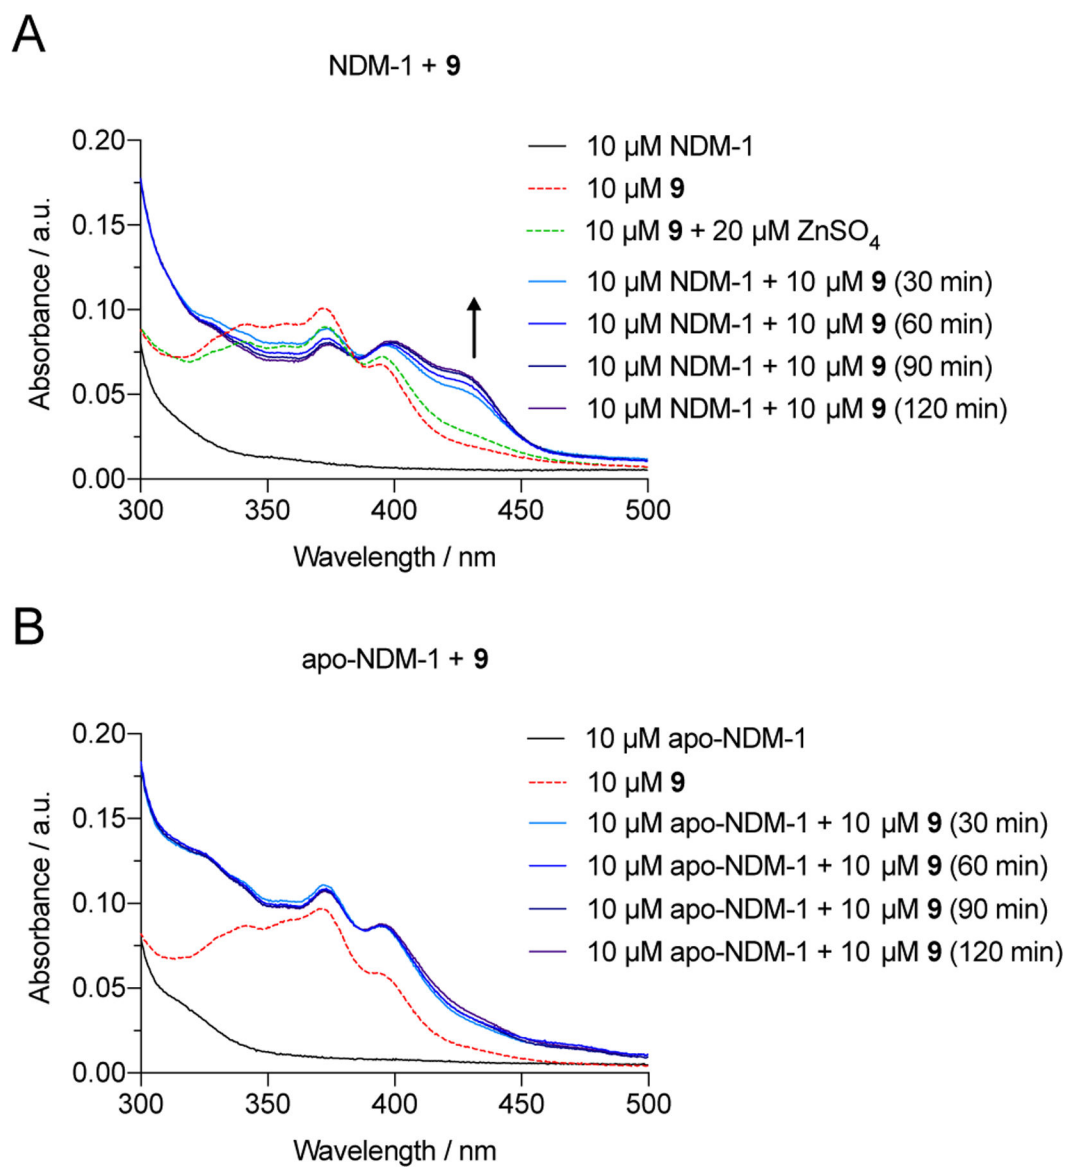 A
NDM-1 + 9
0.20
0.15
0.10
0.05
0.00
Absorbance / a.u.
300
350
400
450
500
Wavelength / nm
10 µM NDM-1
10 µM 9
10 µM 9 + 20 µM ZnSO₄
10 µM NDM-1 + 10 µM 9 (30 min)
10 µM NDM-1 + 10 µM 9 (60 min)
10 µM NDM-1 + 10 µM 9 (90 min)
10 µM NDM-1 + 10 µM 9 (120 min)
B
apo-NDM-1 + 9
0.20
0.15
0.10
0.05
0.00
Absorbance / a.u.
300
350
400
450
500
Wavelength / nm
10 µM apo-NDM-1
10 µM 9
10 µM apo-NDM-1 + 10 µM 9 (30 min)
10 µM apo-NDM-1 + 10 µM 9 (60 min)
10 µM apo-NDM-1 + 10 µM 9 (90 min)
10 µM apo-NDM-1 + 10 µM 9 (120 min)